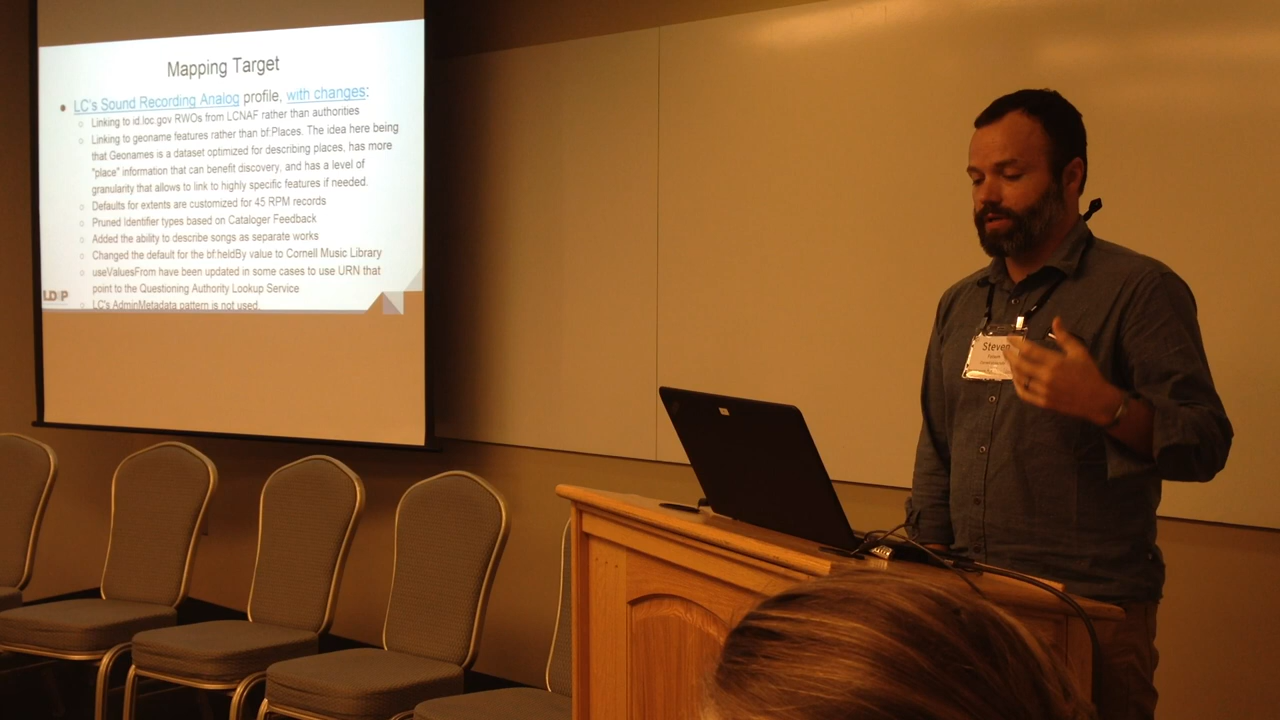 Mapping Target
LC's Sound Recording Analog profile, with changes:
Linking to id.loc.gov RWOs from LCNAF rather than authorities
Linking to geoname features rather than bf:Places. The idea here being
that Geonames is a dataset optimized for describing places, has more
"place" information that can benefit discovery, and has a level of
granularity that allows to link to highly specific features if needed.
Defaults for extents are customized for 45 RPM records
Pruned Identifier types based on Cataloger Feedback
Added the ability to describe songs as separate works
Changed the default for the bf:heldBy value to Cornell Music Library
useValuesFrom have been updated in some cases to use URN that
point to the Questioning Authority Lookup Service
LC's AdminMetadata pattern is not used.
LD4P
Steven